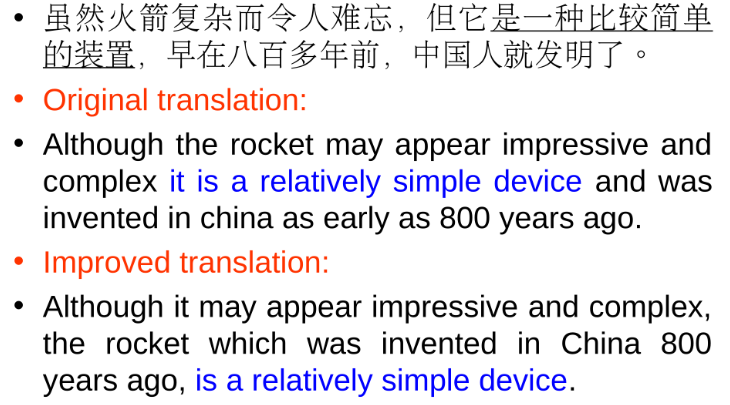 • 虽然火箭复杂而令人难忘，但它是一种比较简单
的装置，早在八百多年前，中国人就发明了。
• Original translation:
• Although the rocket may appear impressive and
complex it is a relatively simple device and was
invented in china as early as 800 years ago.
• Improved translation:
• Although it may appear impressive and complex,
the rocket which was invented in China 800
years ago, is a relatively simple device.